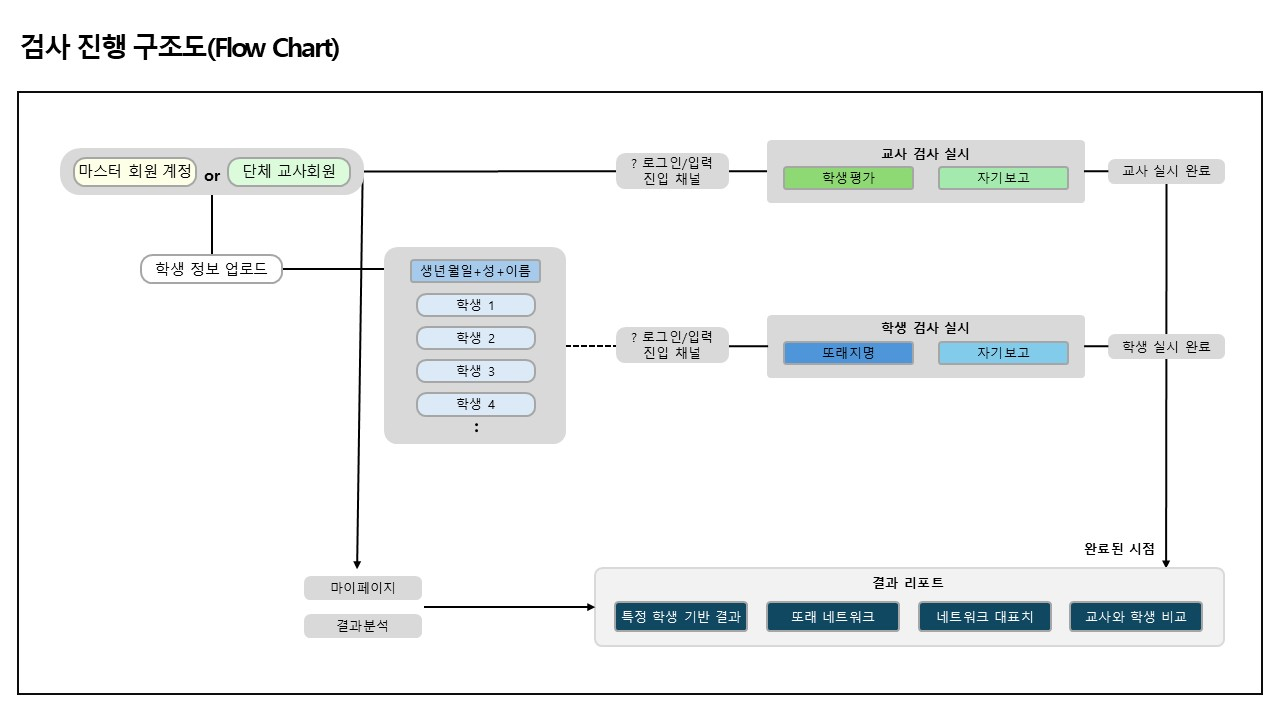 검사 진행 구조도(Flow Chart)
마스터 회원 계정
or
단체 교사회원
? 로그인/입력
진입 채널
교사 검사 실시
학생평가
자기보고
교사 실시 완료
학생 정보 업로드
생년월일+성+이름
학생 1
학생 2
학생 3
학생 4
:
? 로그인/입력
진입 채널
학생 검사 실시
또래지명
자기보고
학생 실시 완료
완료된 시점
마이페이지
결과분석
결과 리포트
특정 학생 기반 결과
또래 네트워크
네트워크 대표치
교사와 학생 비교